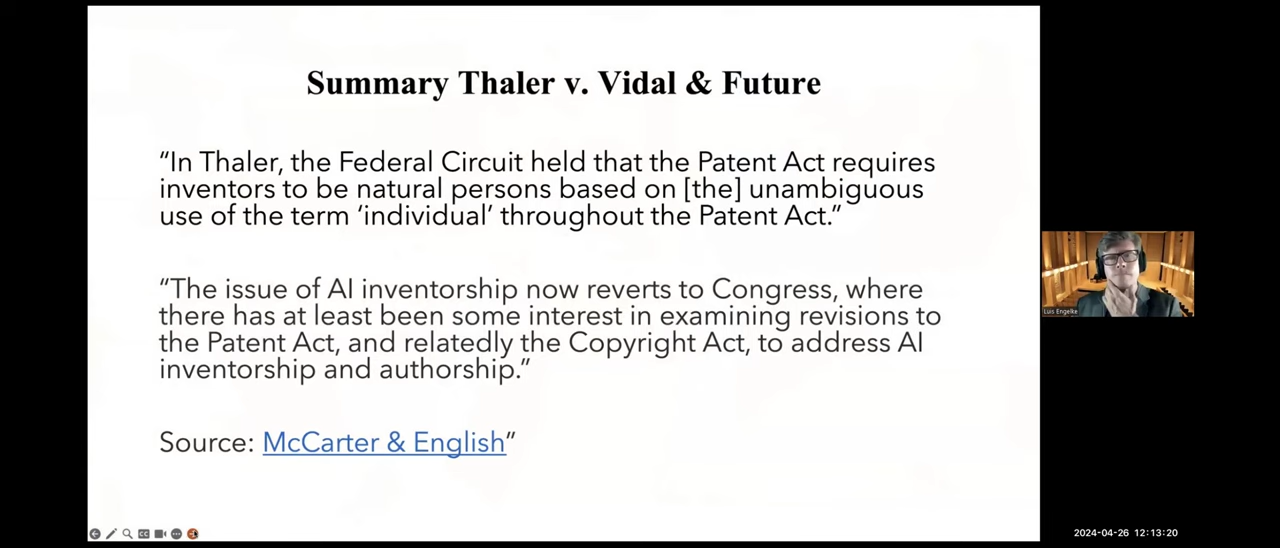 Summary Thaler v. Vidal & Future
“In Thaler, the Federal Circuit held that the Patent Act requires
inventors to be natural persons based on [the] unambiguous
use of the term ‘individual’ throughout the Patent Act.”
“The issue of AI inventorship now reverts to Congress, where
there has at least been some interest in examining revisions to
the Patent Act, and relatedly the Copyright Act, to address AI
inventorship and authorship.”
Source: McCarter & English”
Luis Engelke
CC
2024-04-26 12:13:20